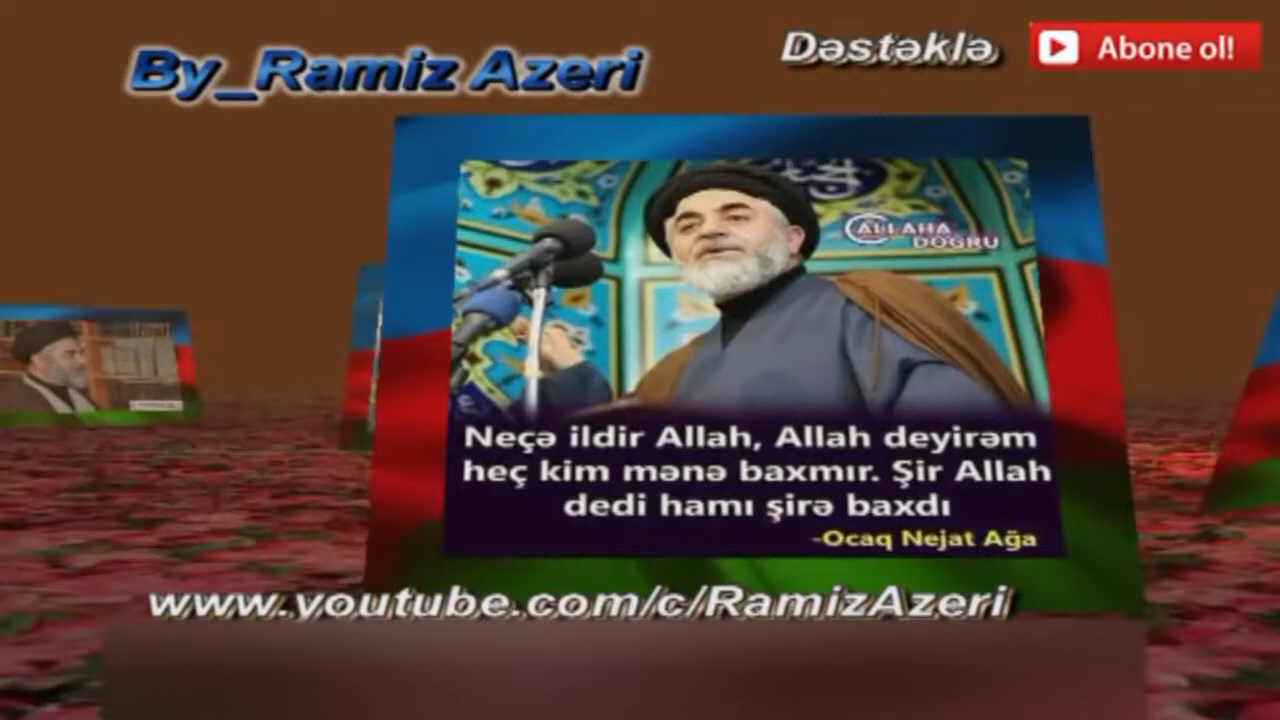 By_Ramiz Azeri
Dəstəklə
Abone ol!
ALLAHA
DOĞRU
Neçə ildir Allah, Allah deyirəm
heç kim mənə baxmır. Şir Allah
dedi hamı şirə baxdı
-Ocaq Nejat Ağa
www.youtube.com/c/RamizAzeri